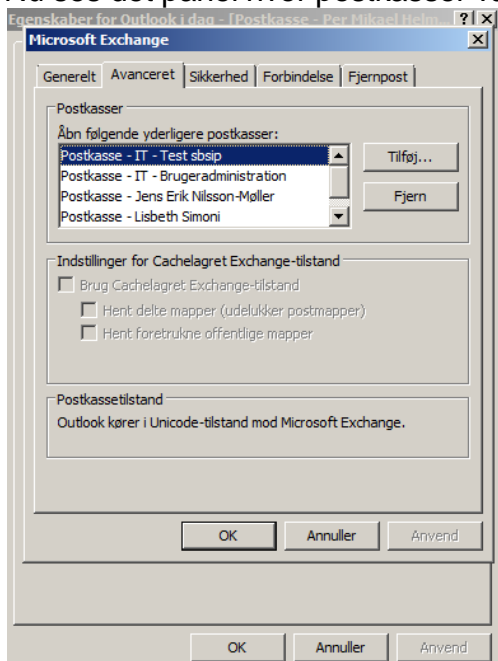 Nu ses det panel hvor postkasser
Egenskaber for Outlook i dag - [Postkasse - Per Mikael Helm...
Microsoft Exchange
Generelt Avanceret Sikkerhed Forbindelse Fjernpost
Postkasser
Åbn følgende yderligere postkasser:
Postkasse - IT - Test sbsip
Postkasse - IT - Brugeradministration
Postkasse - Jens Erik Nilsson-Møller
Postkasse - Lisbeth Simoni
Tilføj...
Fjern
Indstillinger for Cachelagret Exchange-tilstand
Brug Cachelagret Exchange-tilstand
Hent delte mapper (udelukker postmapper)
Hent foretrukne offentlige mapper
Postkassetilstand
Outlook kører i Unicode-tilstand mod Microsoft Exchange.
OK Annuller Anvend
OK Annuller Anvend